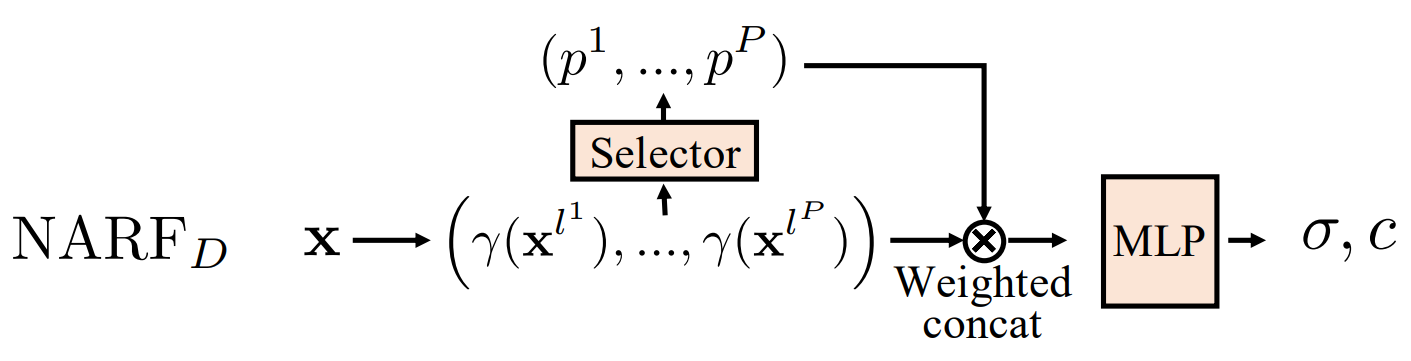 (p^1, ..., p^P)
Selector
NARF_D x (γ(x^{l^1}), ..., γ(x^{l^P})) ⊗ MLP σ, c
Weighted
concat